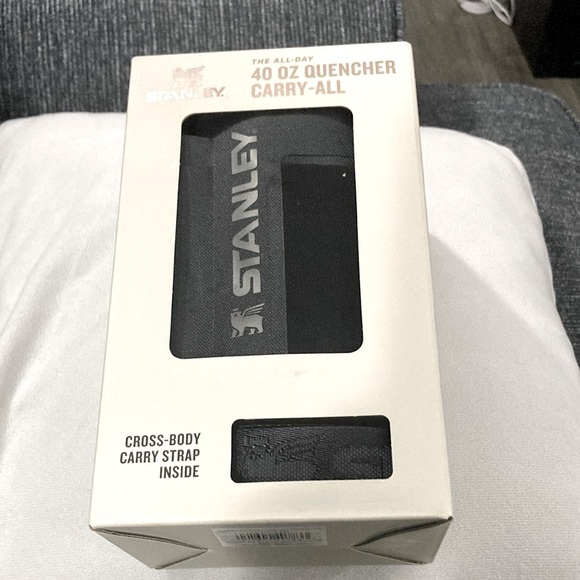 STANLEY
THE ALL-DAY
40 OZ QUENCHER
CARRY-ALL
STANLEY
CROSS-BODY
CARRY STRAP
INSIDE